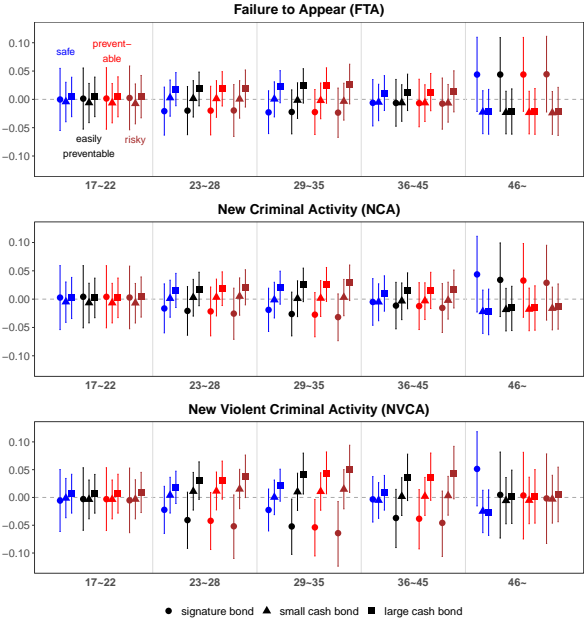 Failure to Appear (FTA)
0.10
0.05
0.00
−0.05
−0.10
safe
prevent−
able
easily
preventable
risky
17~22
23~28
29~35
36~45
46~
New Criminal Activity (NCA)
0.10
0.05
0.00
−0.05
−0.10
17~22
23~28
29~35
36~45
46~
New Violent Criminal Activity (NVCA)
0.10
0.05
0.00
−0.05
−0.10
17~22
23~28
29~35
36~45
46~
signature bond
small cash bond
large cash bond